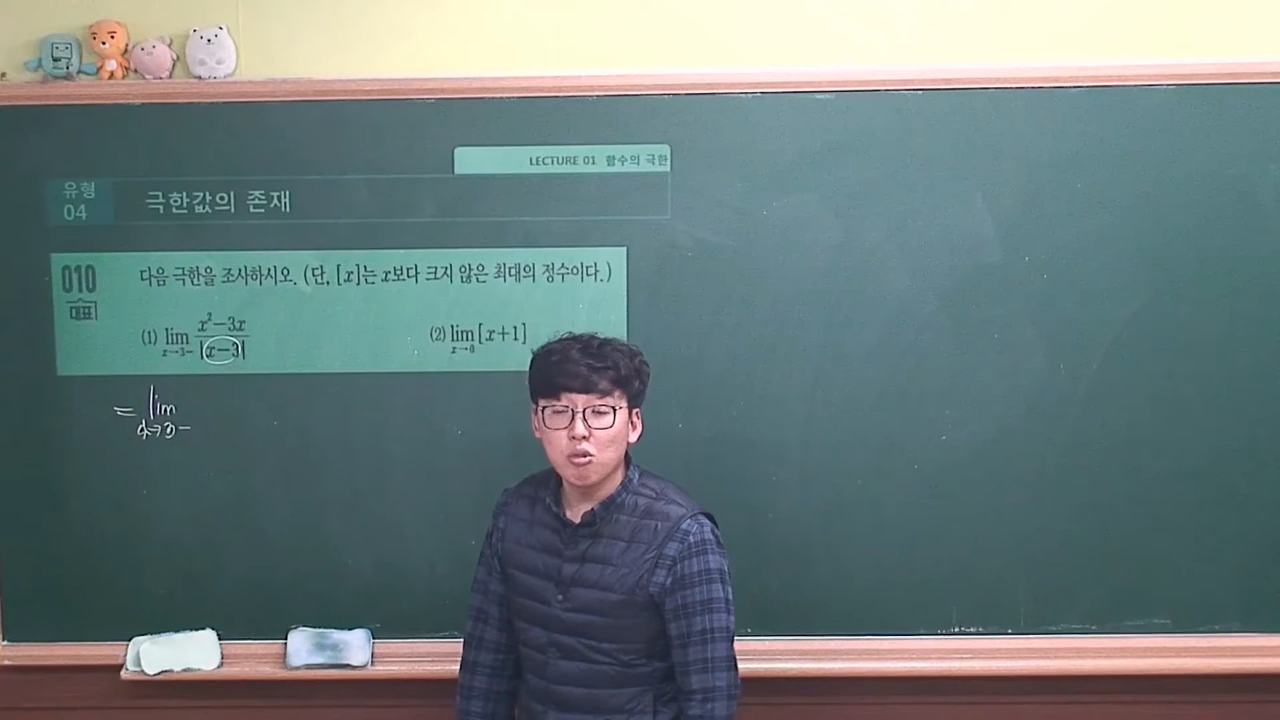 LECTURE 01 함수의 극한
유형 04 극한값의 존재
010 대표
다음 극한을 조사하시오. (단, [x]는 x보다 크지 않은 최대의 정수이다.)
(1) lim x→3- x²-3x / |x-3| (2) lim x→0 [x+1]
= lim x→3-